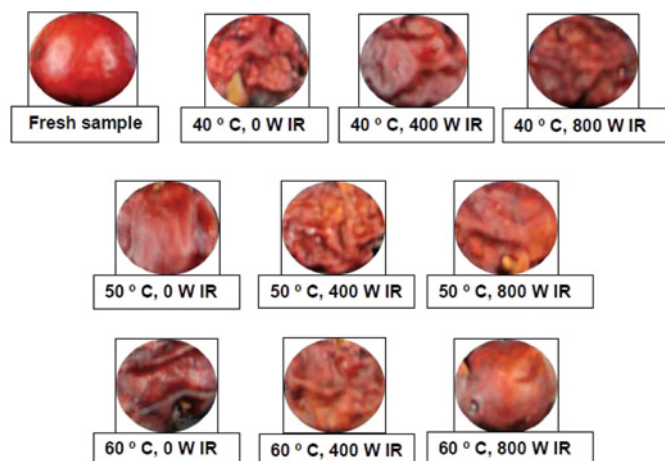 Fresh sample
40 º C, 0 W IR
40 º C, 400 W IR
40 º C, 800 W IR
50 º C, 0 W IR
50 º C, 400 W IR
50 º C, 800 W IR
60 º C, 0 W IR
60 º C, 400 W IR
60 º C, 800 W IR